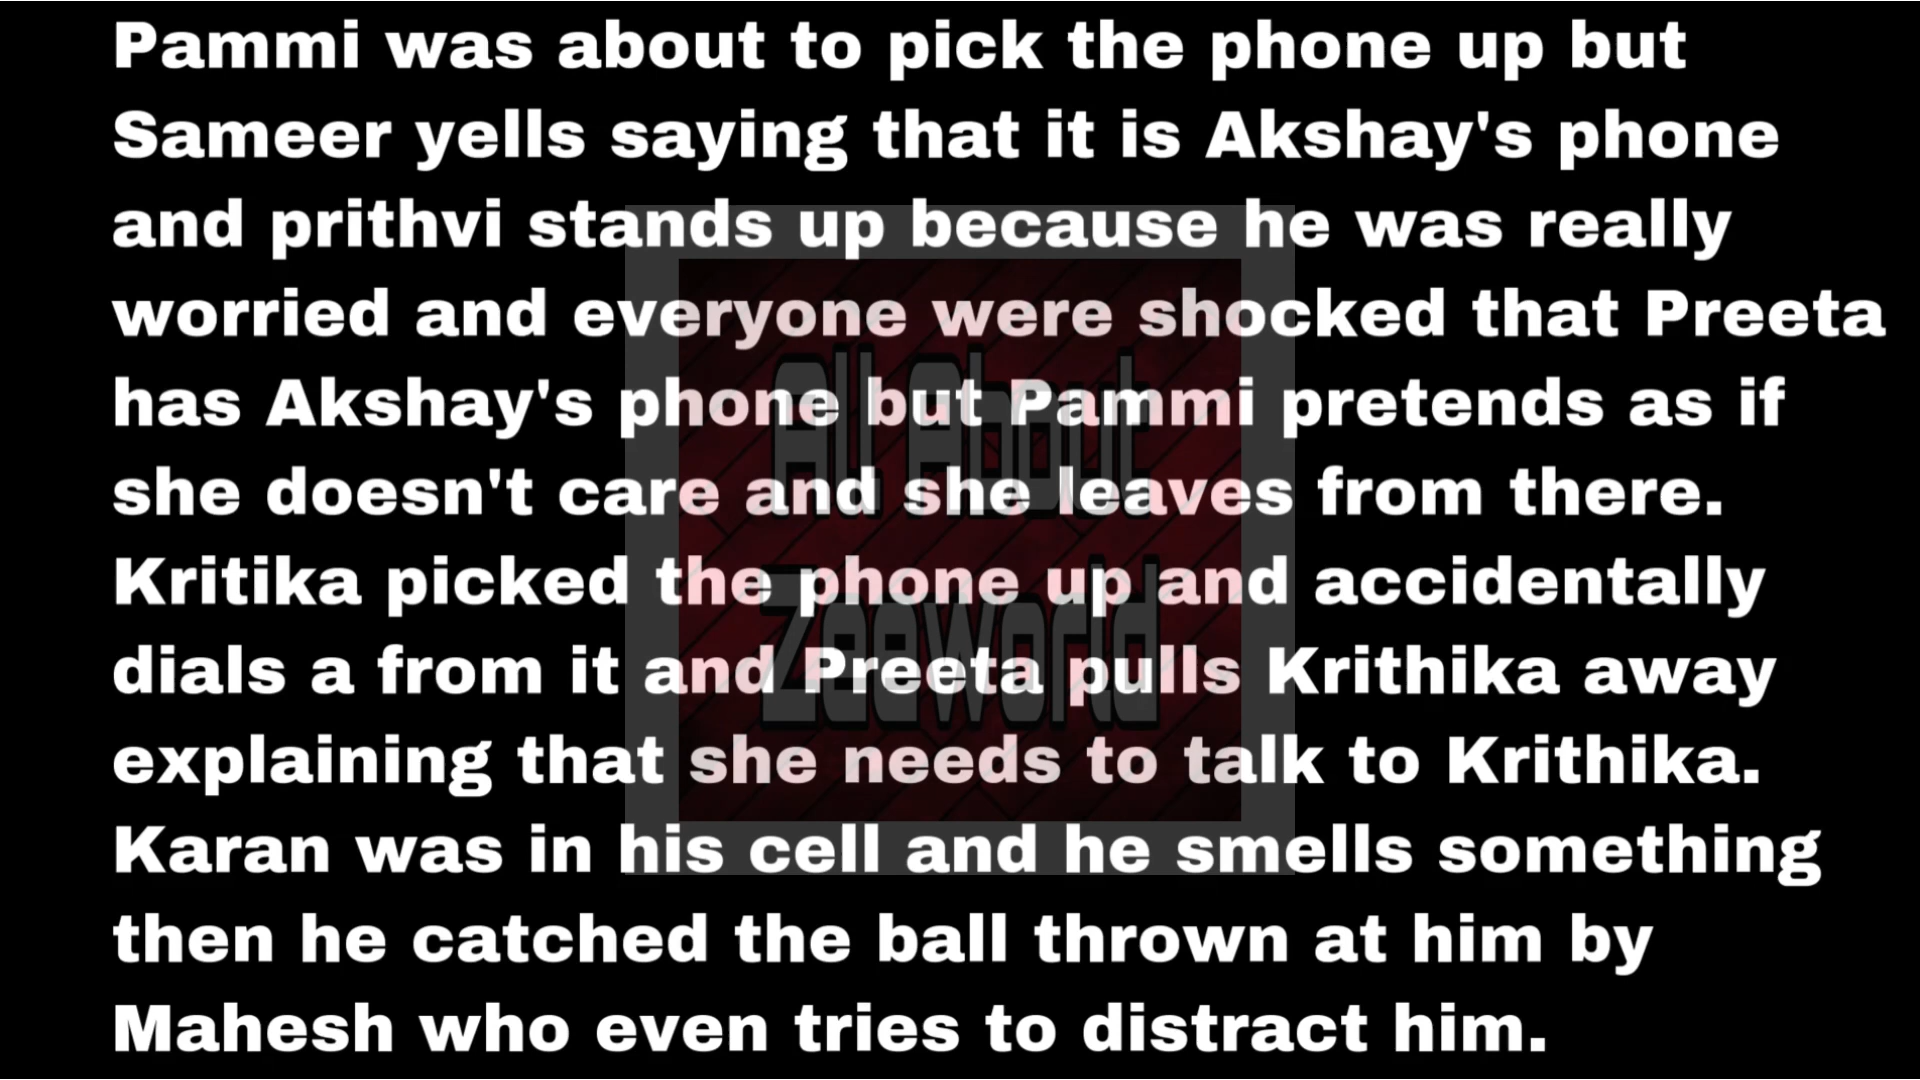 Pammi was about to pick the phone up but
Sameer yells saying that it is Akshay's phone
and prithvi stands up because he was really
worried and everyone were shocked that Preeta
has Akshay's phone but Pammi pretends as if
she doesn't care and she leaves from there.
Kritika picked the phone up and accidentally
dials a from it and Preeta pulls Krithika away
explaining that she needs to talk to Krithika.
Karan was in his cell and he smells something
then he catched the ball thrown at him by
Mahesh who even tries to distract him.
All About
Zeeworld